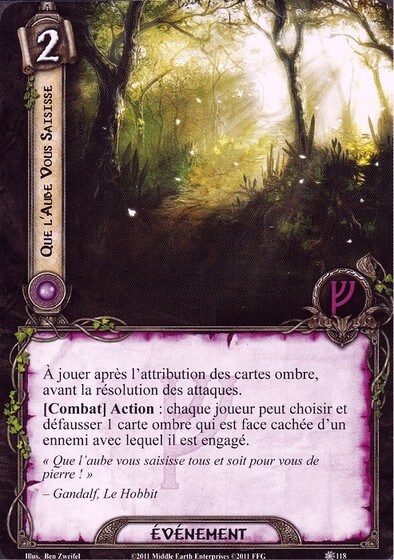 2
QUE L'AUBE VOUS SAISISSE
À jouer après l'attribution des cartes ombre,
avant la résolution des attaques.
[Combat] Action : chaque joueur peut choisir et
défausser 1 carte ombre qui est face cachée d'un
ennemi avec lequel il est engagé.
« Que l'aube vous saisisse tous et soit pour vous de
pierre ! »
– Gandalf, Le Hobbit
ÉVÉNEMENT
Illus. Ben Zweifel ©2011 Middle Earth Enterprises ©2011 FFG 118